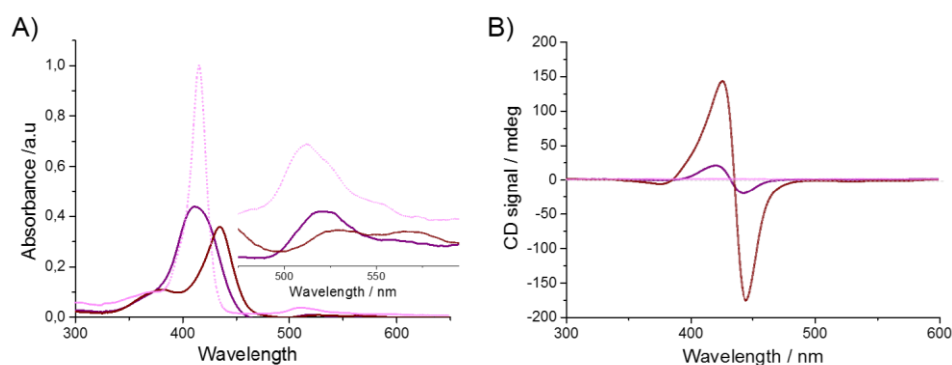 A)
Absorbance /a.u
1,0
0,8
0,6
0,4
0,2
0,0
300 400 500 600
Wavelength
500 550
Wavelength / nm
B)
CD signal / mdeg
200
150
100
50
0
-50
-100
-150
-200
300 400 500 600
Wavelength / nm